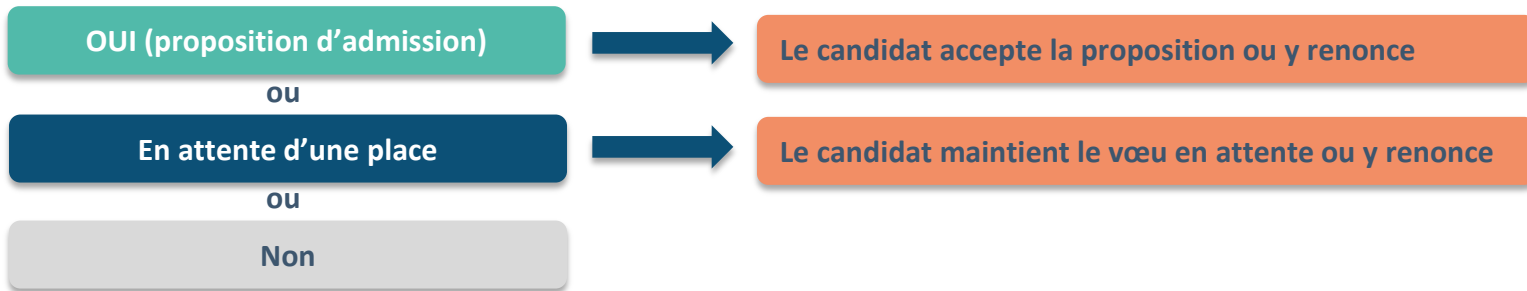 OUI (proposition d’admission)
Le candidat accepte la proposition ou y renonce
ou
En attente d’une place
Le candidat maintient le vœu en attente ou y renonce
ou
Non